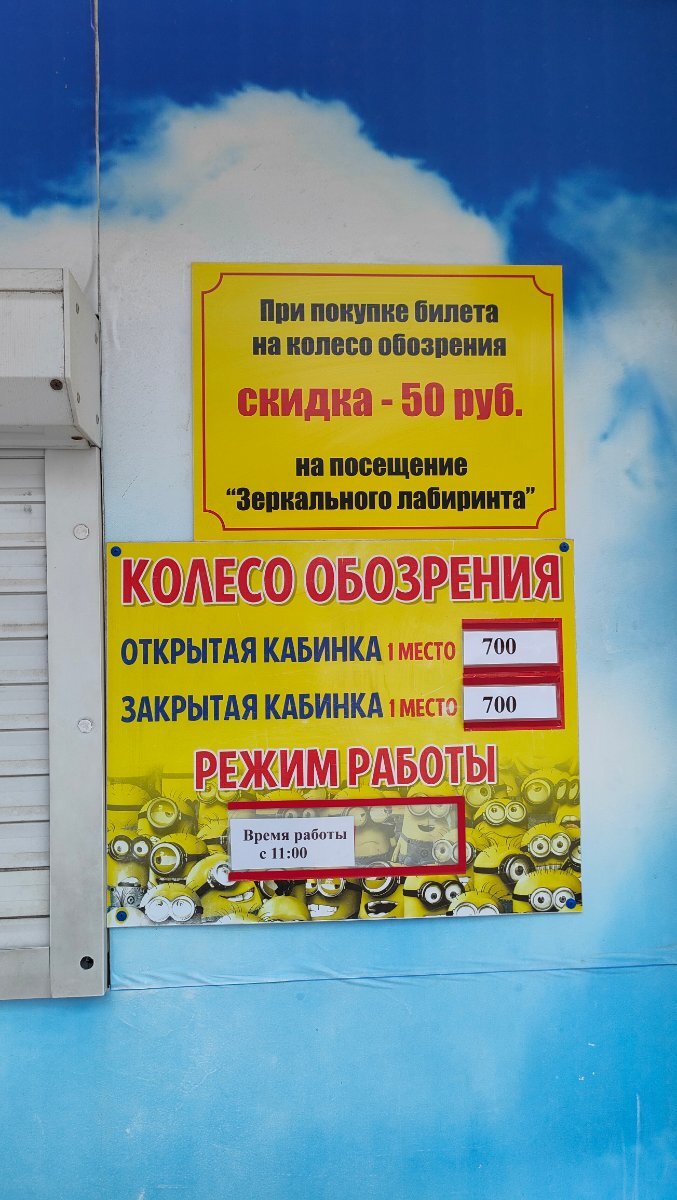 При покупке билета
на колесо обозрения
скидка - 50 руб.
на посещение
“Зеркального лабиринта”
КОЛЕСО ОБОЗРЕНИЯ
ОТКРЫТАЯ КАБИНКА 1 МЕСТО 700
ЗАКРЫТАЯ КАБИНКА 1 МЕСТО 700
РЕЖИМ РАБОТЫ
Время работы
с 11:00